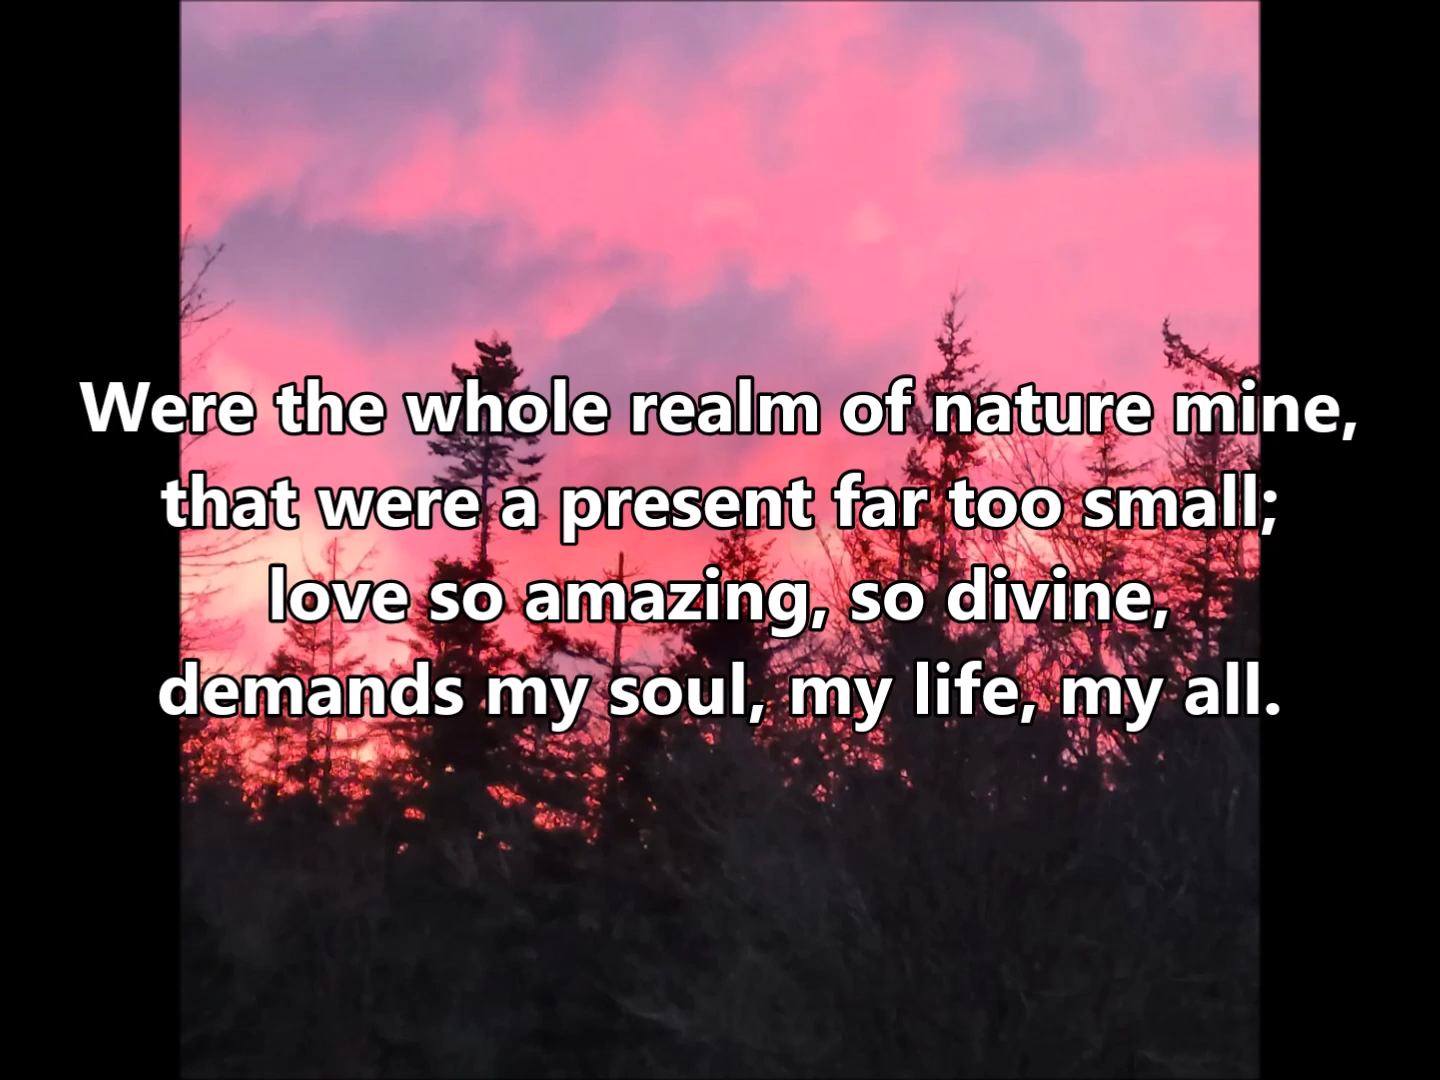 Were the whole realm of nature mine,
that were a present far too small;
love so amazing, so divine,
demands my soul, my life, my all.